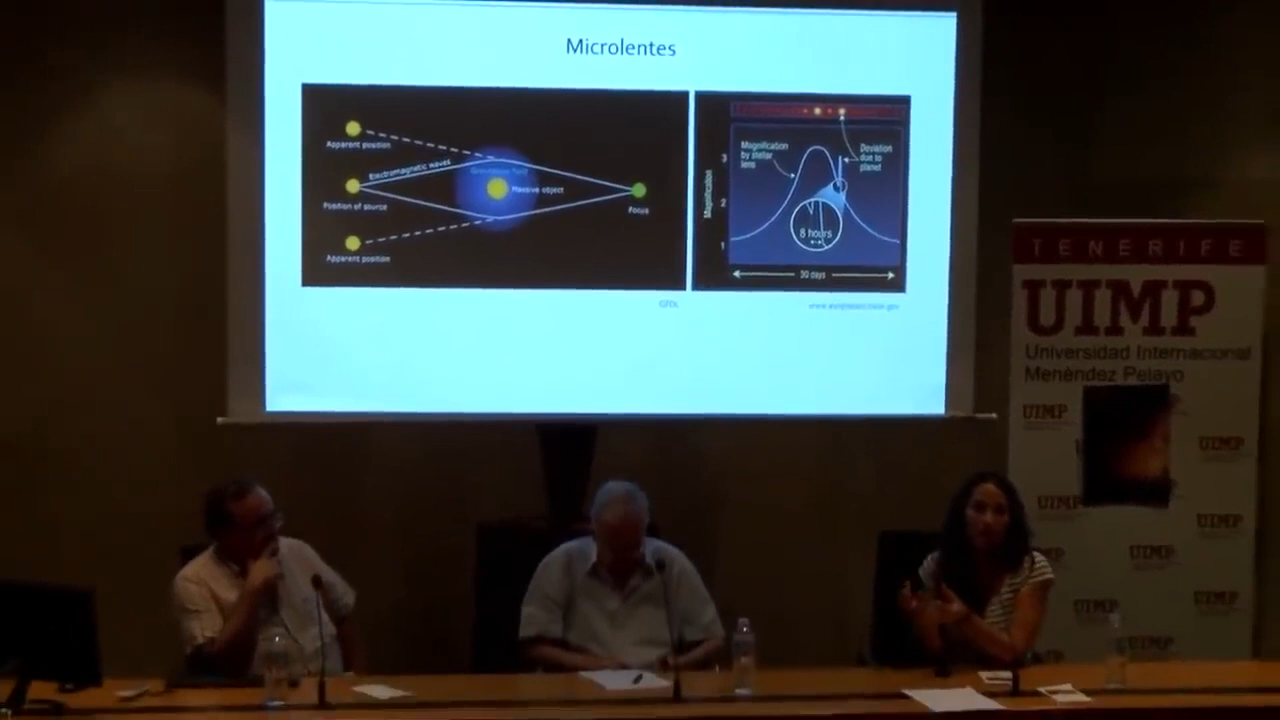 Microlentes
Apparent position
Electromagnetic waves
Massive object
Position of source
Focus
Apparent position
Magnification
by stellar
lens
Deviation
due to
planet
Magnification
3
2
1
8 hours
30 days
TENERIFE
UIMP
Universidad Internacional
Menéndez Pelayo
UIMP
UIMP
UIMP
UIMP
UIMP
UIMP
UIMP
UIMP